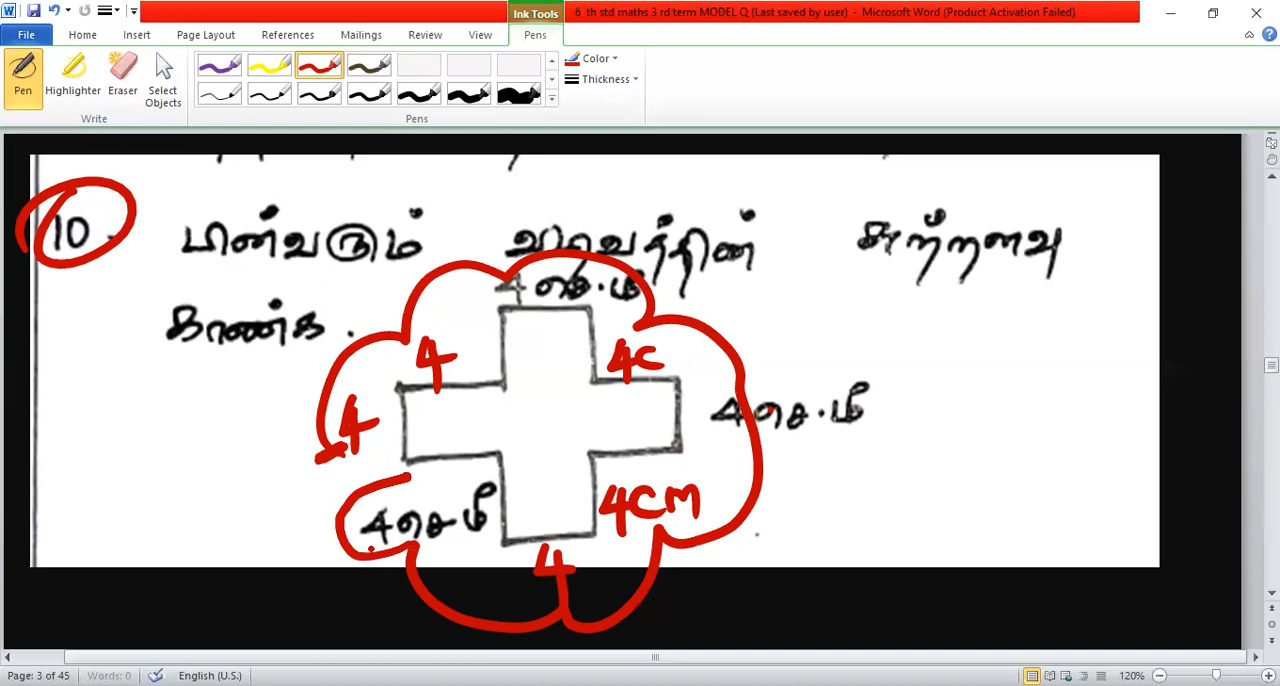 Ink Tools
6 th std maths 3 rd term MODEL Q (Last saved by user) - Microsoft Word (Product Activation Failed)
File Home Insert Page Layout References Mailings Review View Pens
Pen Highlighter Eraser Select Objects
Color
Thickness
Write Pens
10. பின்வரும் வடிவத்தின் சுற்றளவு
காண்க.
4 செ.மீ
4 4C
4 4செ.மீ
4செ மீ 4CM
4
Page: 3 of 45 Words: 0 English (U.S.) 120%